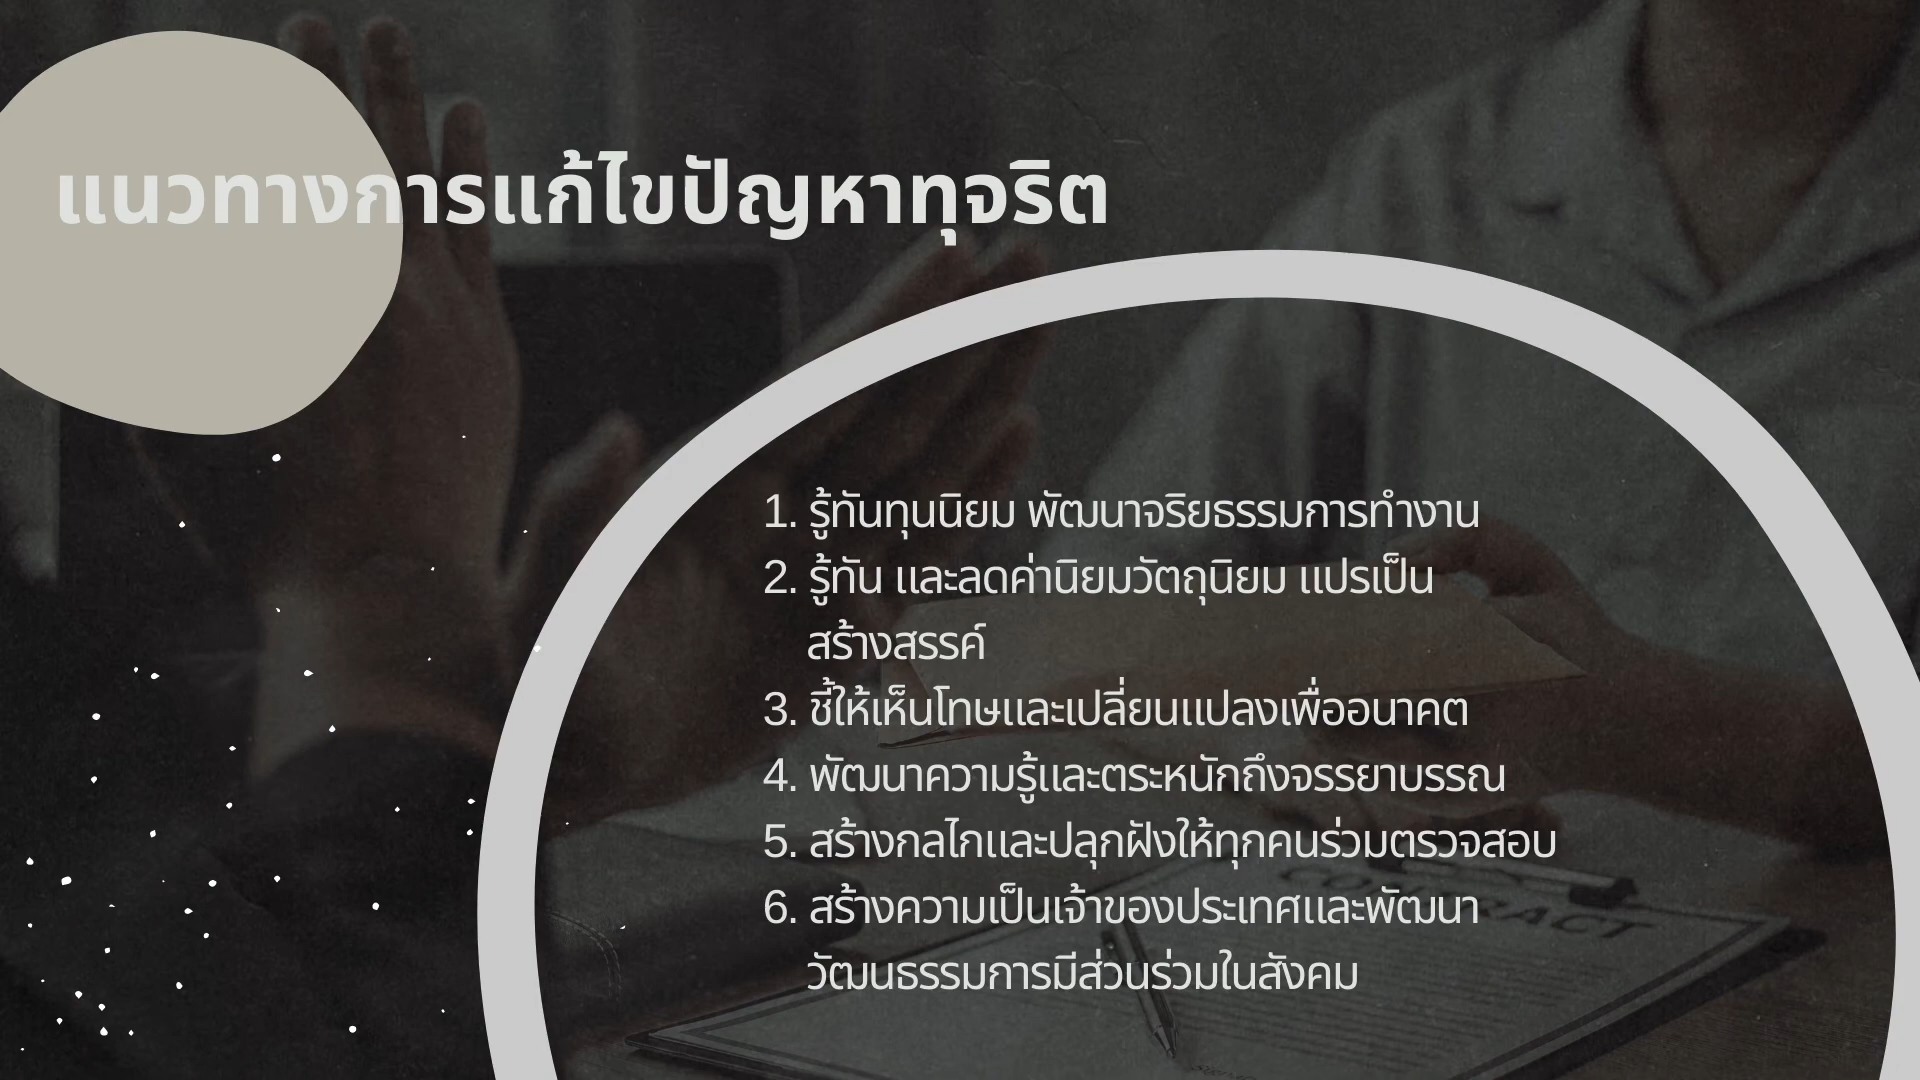 แนวทางการแก้ไขปัญหาทุจริต
1. รู้ทันทุนนิยม พัฒนาจริยธรรมการทำงาน
2. รู้ทัน และลดค่านิยมวัตถุนิยม แปรเป็น
สร้างสรรค์
3. ชี้ให้เห็นโทษและเปลี่ยนแปลงเพื่ออนาคต
4. พัฒนาความรู้และตระหนักถึงจรรยาบรรณ
5. สร้างกลไกและปลุกฝังให้ทุกคนร่วมตรวจสอบ
6. สร้างความเป็นเจ้าของประเทศและพัฒนา
วัฒนธรรมการมีส่วนร่วมในสังคม
CONTRACT